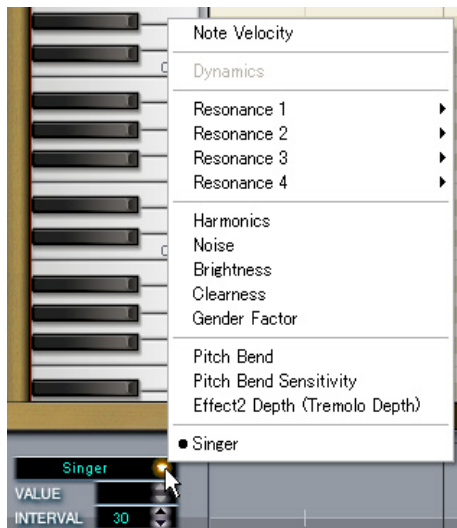 Note Velocity
Dynamics
Resonance 1
Resonance 2
Resonance 3
Resonance 4
Harmonics
Noise
Brightness
Clearness
Gender Factor
Pitch Bend
Pitch Bend Sensitivity
Effect2 Depth (Tremolo Depth)
Singer
Singer
VALUE
INTERVAL 30